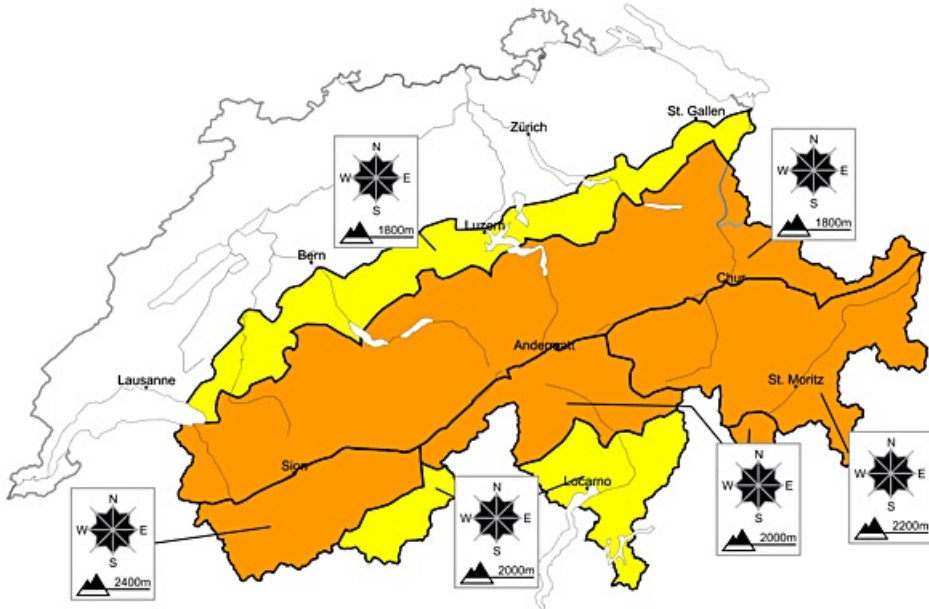 St. Gallen
Zürich
N
W E
S
1800m
N
W E
S
1800m
Luzern
Bern
Chur
Andermatt
Lausanne
St. Moritz
Sion
Locarno
N
W E
S
2400m
N
W E
S
2000m
N
W E
S
2000m
N
W E
S
2200m